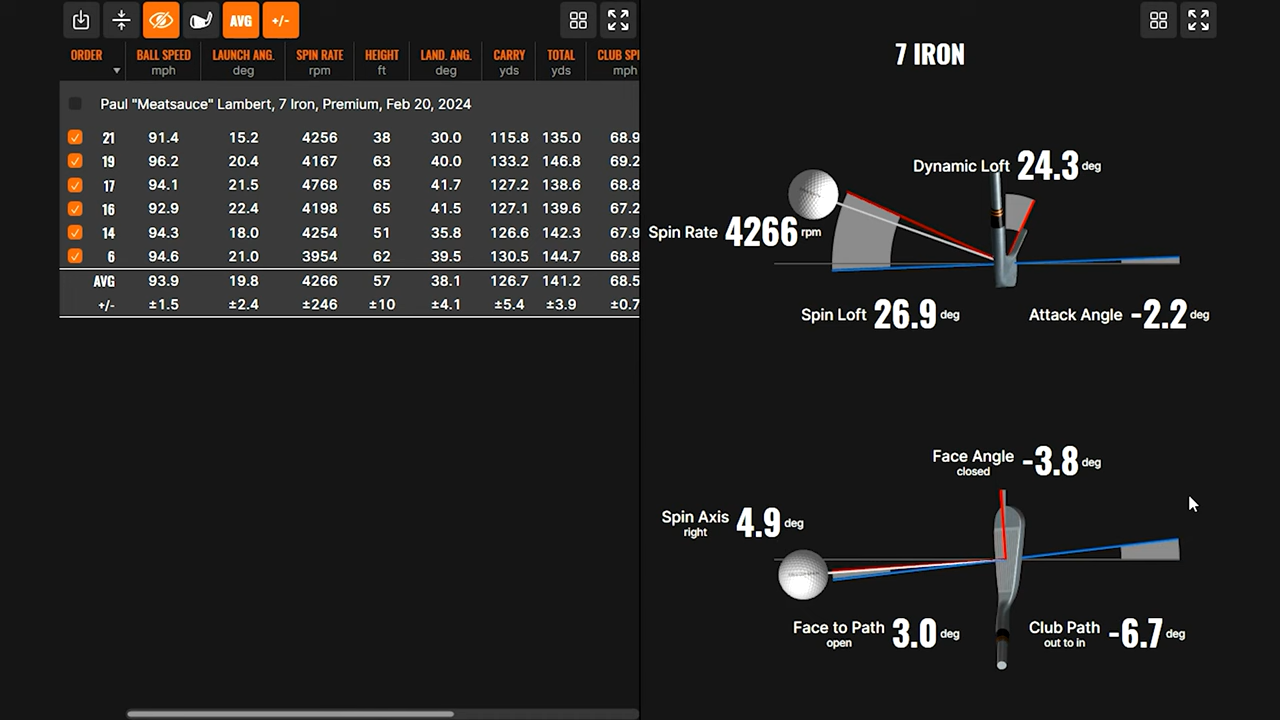 AVG +/-
ORDER BALL SPEED LAUNCH ANG. SPIN RATE HEIGHT LAND. ANG. CARRY TOTAL CLUB SP
mph deg rpm ft deg yds yds mph
Paul "Meatsauce" Lambert, 7 Iron, Premium, Feb 20, 2024
21 91.4 15.2 4256 38 30.0 115.8 135.0 68.9
19 96.2 20.4 4167 63 40.0 133.2 146.8 69.2
17 94.1 21.5 4768 65 41.7 127.2 138.6 68.8
16 92.9 22.4 4198 65 41.5 127.1 139.6 67.2
14 94.3 18.0 4254 51 35.8 126.6 142.3 67.9
6 94.6 21.0 3954 62 39.5 130.5 144.7 68.8
AVG 93.9 19.8 4266 57 38.1 126.7 141.2 68.5
+/- ±1.5 ±2.4 ±246 ±10 ±4.1 ±5.4 ±3.9 ±0.7
7 IRON
Dynamic Loft 24.3 deg
Spin Rate 4266 rpm
Spin Loft 26.9 deg
Attack Angle -2.2 deg
Face Angle -3.8 deg
closed
Spin Axis 4.9 deg
right
Face to Path 3.0 deg
open
Club Path -6.7 deg
out to in